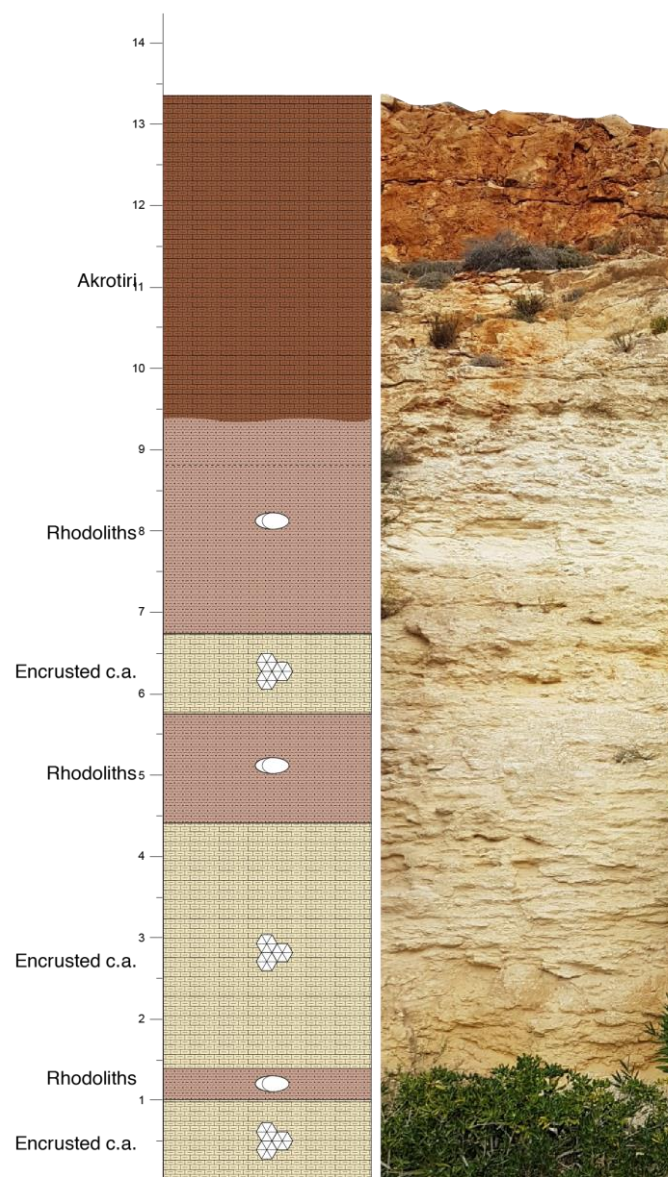 14
13
12
Akrotiri 11
10
9
Rhodoliths 8
7
Encrusted c.a.
6
Rhodoliths 5
4
3
Encrusted c.a.
2
Rhodoliths
1
Encrusted c.a.